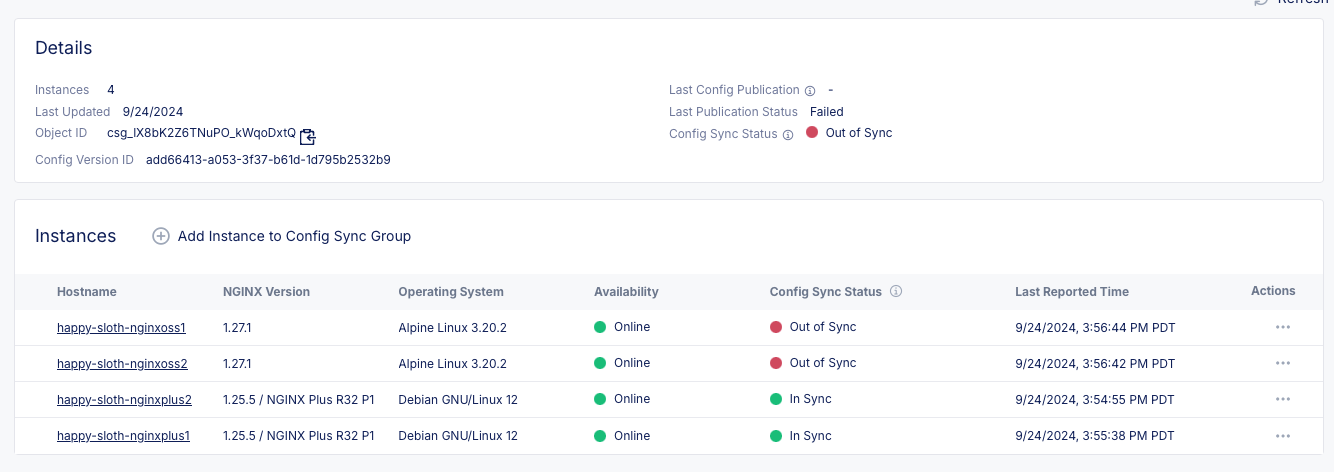 Refresh
Details
Instances 4
Last Updated 9/24/2024
Object ID csg_lX8bK2Z6TNuPO_kWqoDxtQ
Config Version ID add66413-a053-3f37-b61d-1d795b2532b9
Last Config Publication -
Last Publication Status Failed
Config Sync Status Out of Sync
Instances Add Instance to Config Sync Group
Hostname NGINX Version Operating System Availability Config Sync Status Last Reported Time Actions
happy-sloth-nginxoss1 1.27.1 Alpine Linux 3.20.2 Online Out of Sync 9/24/2024, 3:56:44 PM PDT
happy-sloth-nginxoss2 1.27.1 Alpine Linux 3.20.2 Online Out of Sync 9/24/2024, 3:56:42 PM PDT
happy-sloth-nginxplus2 1.25.5 / NGINX Plus R32 P1 Debian GNU/Linux 12 Online In Sync 9/24/2024, 3:54:55 PM PDT
happy-sloth-nginxplus1 1.25.5 / NGINX Plus R32 P1 Debian GNU/Linux 12 Online In Sync 9/24/2024, 3:55:38 PM PDT